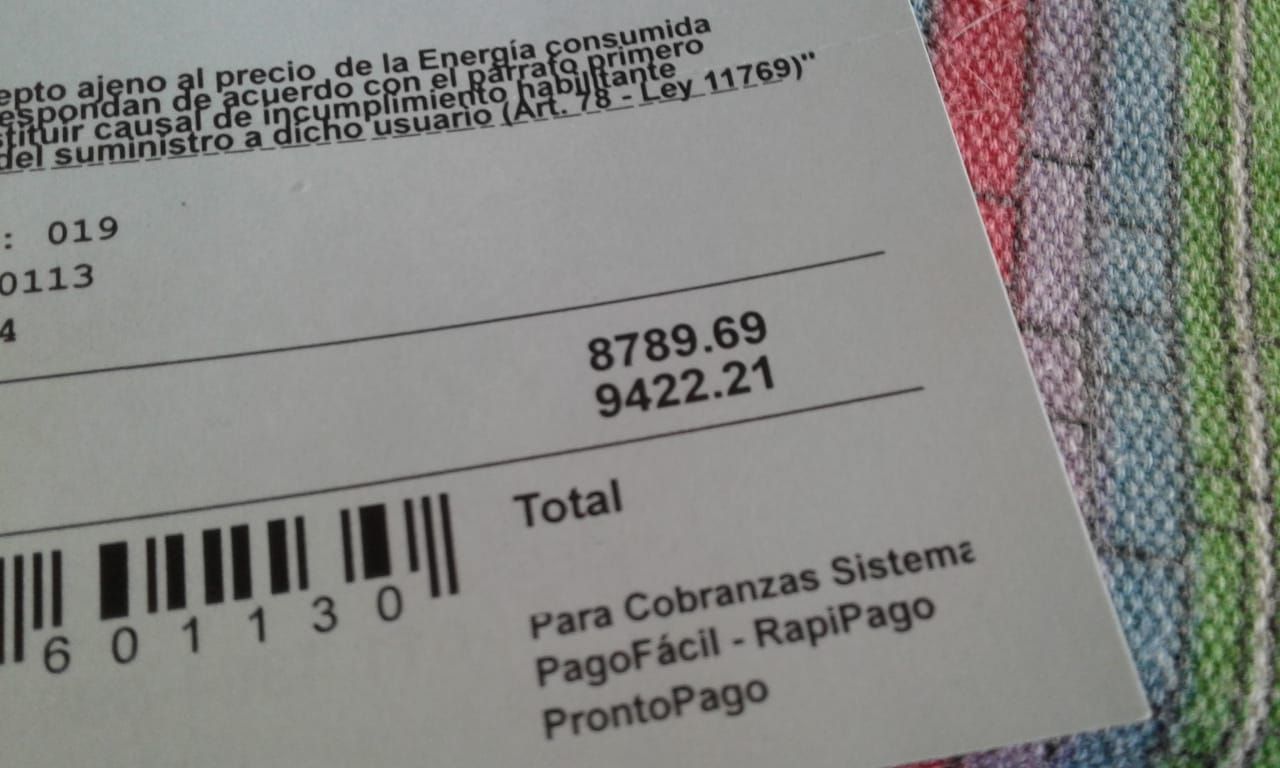 epto ajeno al precio de la Energía consumida
espondan de acuerdo con el párrafo primero
stituir causal de incumplimiento habilitante
del suministro a dicho usuario (Art. 78 - Ley 11769)"
: 019
0113
4
8789.69
9422.21
Total
6 0 1 1 3 0
Para Cobranzas Sistema
PagoFácil - RapiPago
ProntoPago